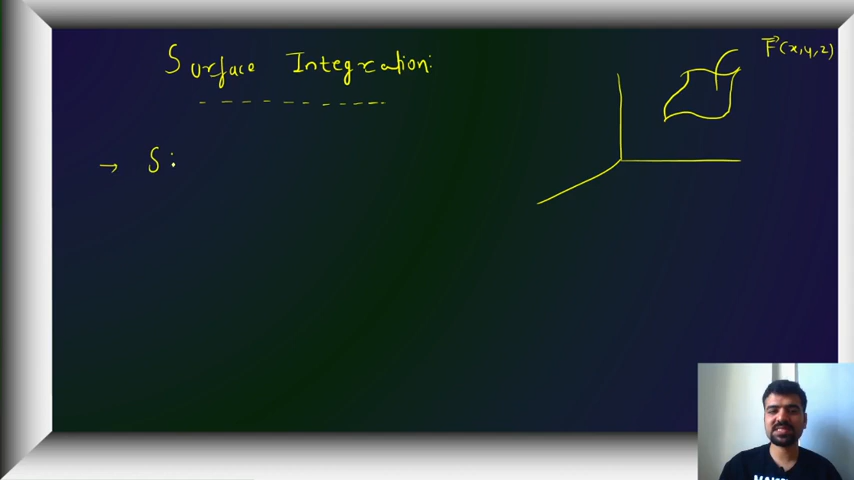 Surface Integration:
F(x,y,z)
→ S: